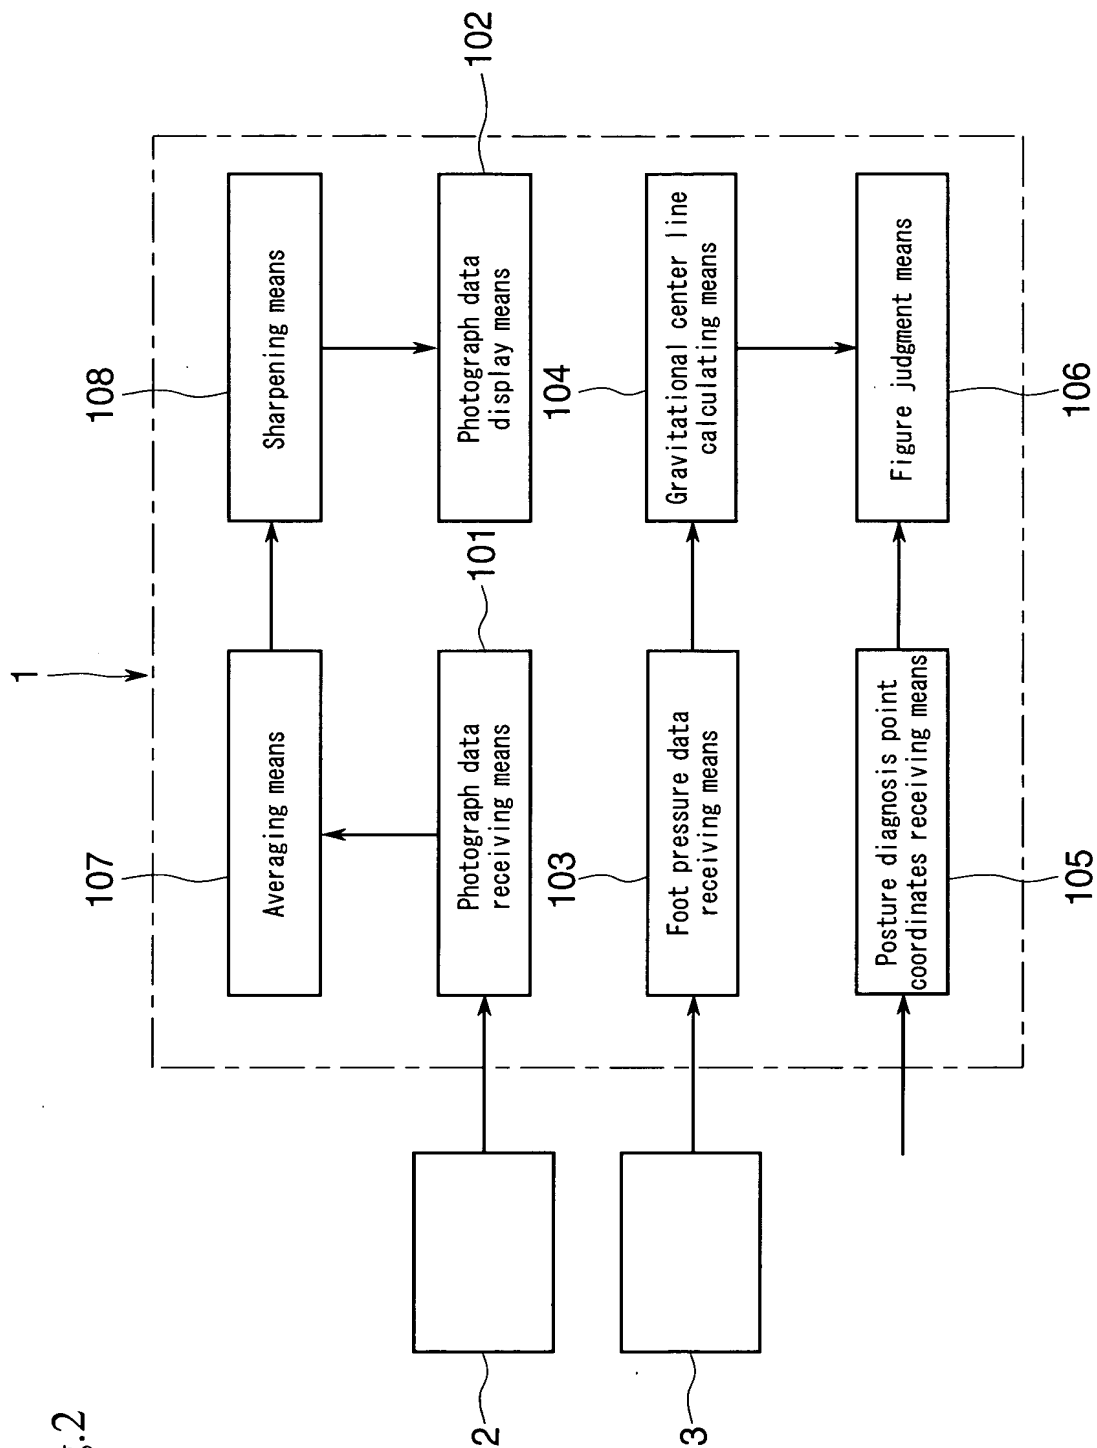 1
g.2
107
108
Averaging means
Sharpening means
2
101
102
Photograph data
receiving means
Photograph data
display means
103
104
3
Foot pressure data
receiving means
Gravitational center line
calculating means
Posture diagnosis point
coordinates receiving means
Figure judgment means
105
106